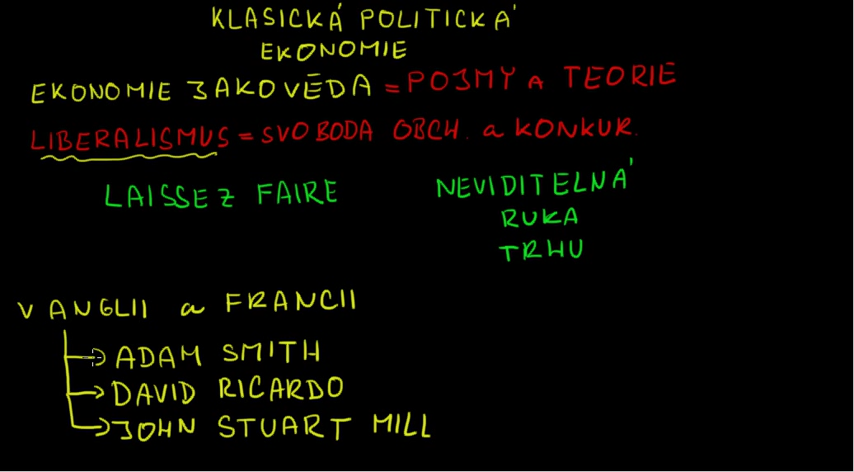 KLASICKÁ POLITICKÁ
EKONOMIE
EKONOMIE JAKO VĚDA = POJMY A TEORIE
LIBERALISMUS = SVOBODA OBCH. a KONKUR.
LAISSEZ FAIRE
NEVIDITELNÁ
RUKA
TRHU
V ANGLII a FRANCII
ADAM SMITH
DAVID RICARDO
JOHN STUART MILL